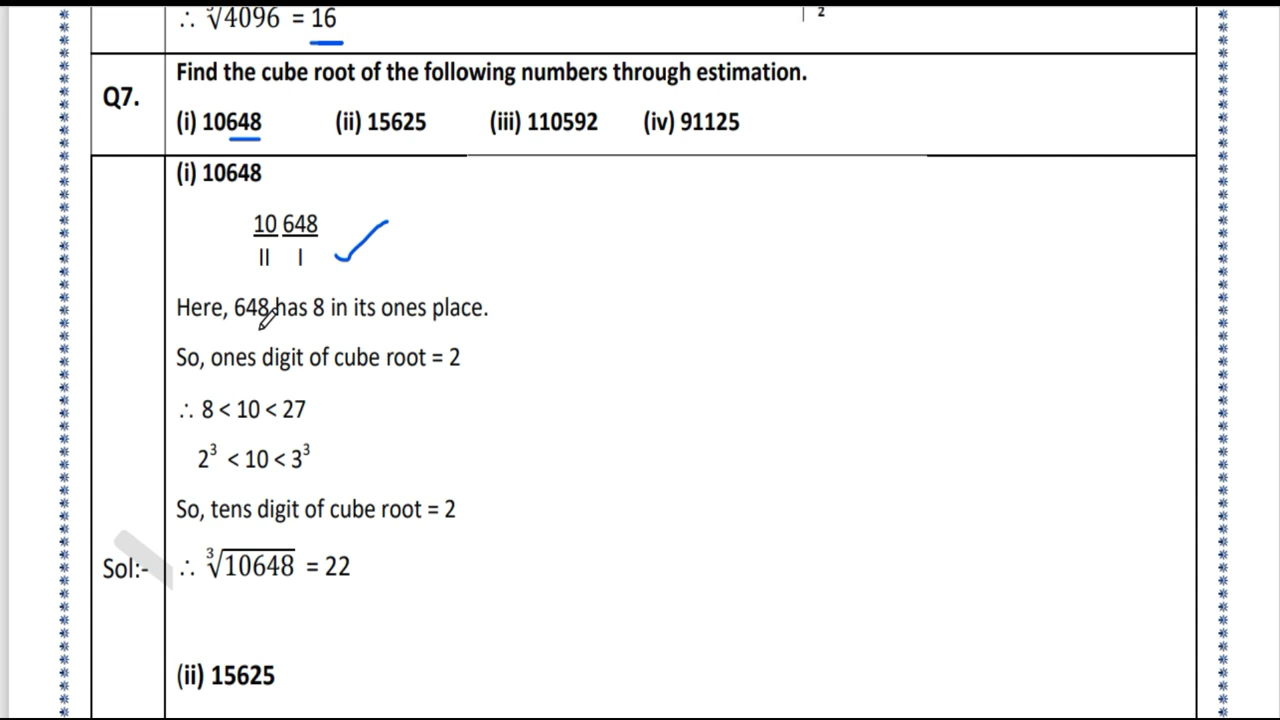 ∴ ∛4096 = 16
2
Q7.
Find the cube root of the following numbers through estimation.
(i) 10648 (ii) 15625 (iii) 110592 (iv) 91125
(i) 10648
10 648
II I
Here, 648 has 8 in its ones place.
So, ones digit of cube root = 2
∴ 8 < 10 < 27
2³ < 10 < 3³
So, tens digit of cube root = 2
Sol:-
∴ ∛10648 = 22
(ii) 15625